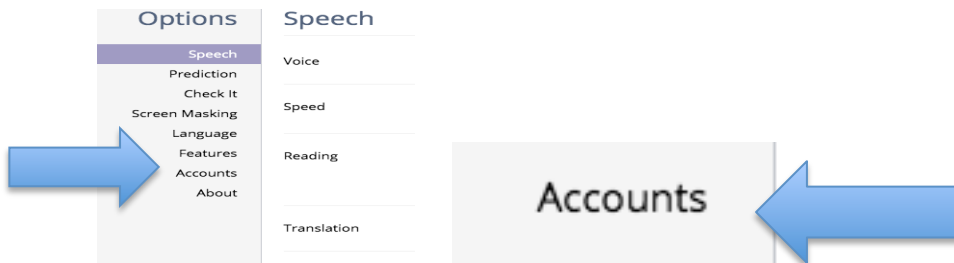 Options
Speech
Prediction
Check It
Screen Masking
Language
Features
Accounts
About
Speech
Voice
Speed
Reading
Translation
Accounts